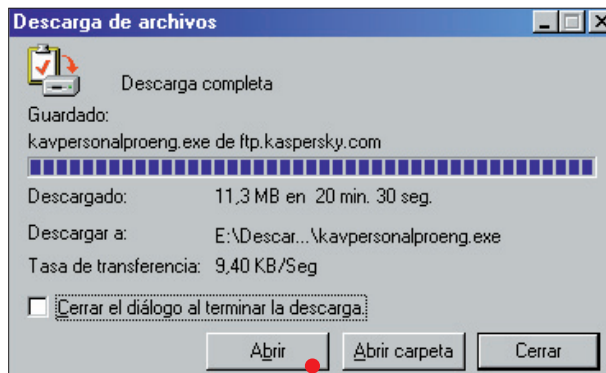 Descarga de archivos
Descarga completa
Guardado:
kavpersonalproeng.exe de ftp.kaspersky.com
Descargado: 11,3 MB en 20 min. 30 seg.
Descargar a: E:\Descar...\kavpersonalproeng.exe
Tasa de transferencia: 9,40 KB/Seg
Cerrar el diálogo al terminar la descarga.
Abrir Abrir carpeta Cerrar